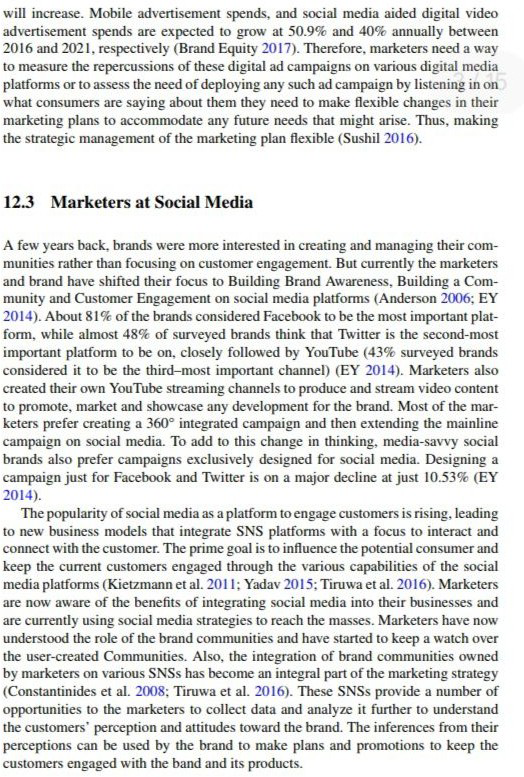 will increase. Mobile advertisement spends, and social media aided digital video
advertisement spends are expected to grow at 50.9% and 40% annually between
2016 and 2021, respectively (Brand Equity 2017). Therefore, marketers need a way
to measure the repercussions of these digital ad campaigns on various digital media
platforms or to assess the need of deploying any such ad campaign by listening in on
what consumers are saying about them they need to make flexible changes in their
marketing plans to accommodate any future needs that might arise. Thus, making
the strategic management of the marketing plan flexible (Sushil 2016).
12.3 Marketers at Social Media
A few years back, brands were more interested in creating and managing their com-
munities rather than focusing on customer engagement. But currently the marketers
and brand have shifted their focus to Building Brand Awareness, Building a Com-
munity and Customer Engagement on social media platforms (Anderson 2006; EY
2014). About 81% of the brands considered Facebook to be the most important plat-
form, while almost 48% of surveyed brands think that Twitter is the second-most
important platform to be on, closely followed by YouTube (43% surveyed brands
considered it to be the third–most important channel) (EY 2014). Marketers also
created their own YouTube streaming channels to produce and stream video content
to promote, market and showcase any development for the brand. Most of the mar-
keters prefer creating a 360° integrated campaign and then extending the mainline
campaign on social media. To add to this change in thinking, media-savvy social
brands also prefer campaigns exclusively designed for social media. Designing a
campaign just for Facebook and Twitter is on a major decline at just 10.53% (EY
2014).
The popularity of social media as a platform to engage customers is rising, leading
to new business models that integrate SNS platforms with a focus to interact and
connect with the customer. The prime goal is to influence the potential consumer and
keep the current customers engaged through the various capabilities of the social
media platforms (Kietzmann et al. 2011; Yadav 2015; Tiruwa et al. 2016). Marketers
are now aware of the benefits of integrating social media into their businesses and
are currently using social media strategies to reach the masses. Marketers have now
understood the role of the brand communities and have started to keep a watch over
the user-created Communities. Also, the integration of brand communities owned
by marketers on various SNSs has become an integral part of the marketing strategy
(Constantinides et al. 2008; Tiruwa et al. 2016). These SNSs provide a number of
opportunities to the marketers to collect data and analyze it further to understand
the customers' perception and attitudes toward the brand. The inferences from their
perceptions can be used by the brand to make plans and promotions to keep the
customers engaged with the band and its products.